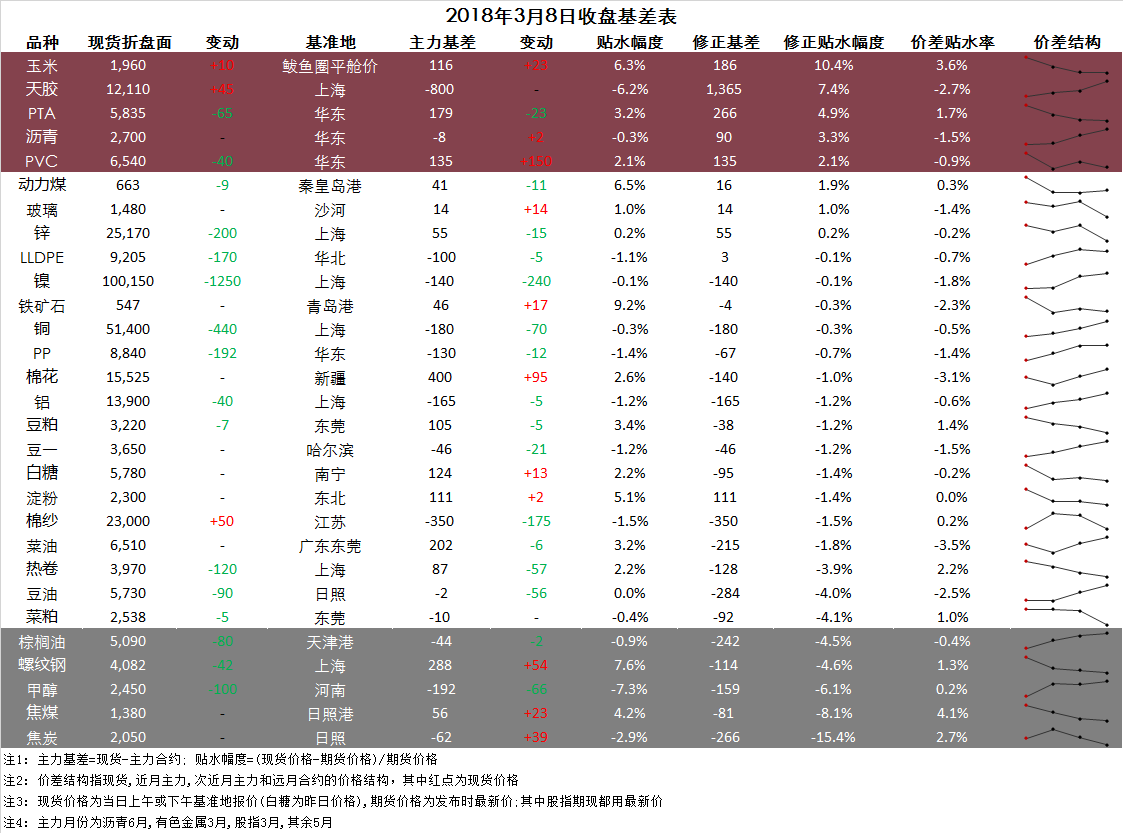 2018年3月8日收盘基差表
品种 现货折盘面 变动 基准地 主力基差 变动 贴水幅度 修正基差 修正贴水幅度 价差贴水率 价差结构
玉米 1,960 +10 鲅鱼圈平舱价 116 +23 6.3% 186 10.4% 3.6%
天胶 12,110 +45 上海 -800 - -6.2% 1,365 7.4% -2.7%
PTA 5,835 -65 华东 179 -23 3.2% 266 4.9% 1.7%
沥青 2,700 - 华东 -8 +2 -0.3% 90 3.3% -1.5%
PVC 6,540 -40 华东 135 +150 2.1% 135 2.1% -0.9%
动力煤 663 -9 秦皇岛港 41 -11 6.5% 16 1.9% 0.3%
玻璃 1,480 - 沙河 14 +14 1.0% 14 1.0% -1.4%
锌 25,170 -200 上海 55 -15 0.2% 55 0.2% -0.2%
LLDPE 9,205 -170 华北 -100 -5 -1.1% 3 -0.1% -0.7%
镍 100,150 -1250 上海 -140 -240 -0.1% -140 -0.1% -1.8%
铁矿石 547 - 青岛港 46 +17 9.2% -4 -0.3% -2.3%
铜 51,400 -440 上海 -180 -70 -0.3% -180 -0.3% -0.5%
PP 8,840 -192 华东 -130 -12 -1.4% -67 -0.7% -1.4%
棉花 15,525 - 新疆 400 +95 2.6% -140 -1.0% -3.1%
铝 13,900 -40 上海 -165 -5 -1.2% -165 -1.2% -0.6%
豆粕 3,220 -7 东莞 105 -5 3.4% -38 -1.2% 1.4%
豆一 3,650 - 哈尔滨 -46 -21 -1.2% -46 -1.2% -1.5%
白糖 5,780 - 南宁 124 +13 2.2% -95 -1.4% -0.2%
淀粉 2,300 - 东北 111 +2 5.1% 111 -1.4% 0.0%
棉纱 23,000 +50 江苏 -350 -175 -1.5% -350 -1.5% 0.2%
菜油 6,510 - 广东东莞 202 -6 3.2% -215 -1.8% -3.5%
热卷 3,970 -120 上海 87 -57 2.2% -128 -3.9% 2.2%
豆油 5,730 -90 日照 -2 -56 0.0% -284 -4.0% -2.5%
菜粕 2,538 -5 东莞 -10 - -0.4% -92 -4.1% 1.0%
棕榈油 5,090 -80 天津港 -44 -2 -0.9% -242 -4.5% -0.4%
螺纹钢 4,082 -42 上海 288 +54 7.6% -114 -4.6% 1.3%
甲醇 2,450 +100 河南 -192 -66 -7.3% -159 -6.1% 0.2%
焦煤 1,380 - 日照港 56 +23 4.2% -81 -8.1% 4.1%
焦炭 2,050 - 日照 -62 +39 -2.9% -266 -15.4% 2.7%
注1: 主力基差=现货-主力合约; 贴水幅度=(现货价格-期货价格)/期货价格
注2: 价差结构指现货,近月主力,次近月主力和远月合约的价格结构，其中红点为现货价格
注3: 现货价格为当日上午或下午基准地报价(白糖为昨日价格),期货价格为发布时最新价;其中股指期现都用最新价
注4: 主力月份为沥青6月,有色金属3月,股指3月,其余5月